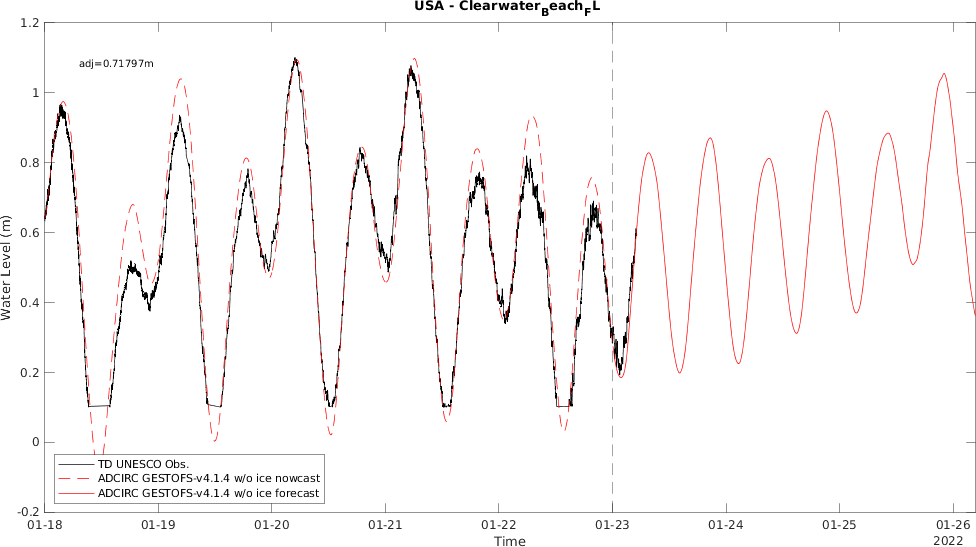 USA - Clearwater_Beach_FL
1.2
adj=0.71797m
1
0.8
0.6
Water Level (m)
0.4
0.2
0
-0.2
TD UNESCO Obs.
ADCIRC GESTOFS-v4.1.4 w/o ice nowcast
ADCIRC GESTOFS-v4.1.4 w/o ice forecast
01-18 01-19 01-20 01-21 01-22 01-23 01-24 01-25 01-26
Time
2022